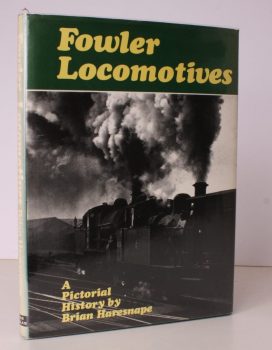 Fowler
Locomotives
A
Pictorial
History by
Brian Haresnape